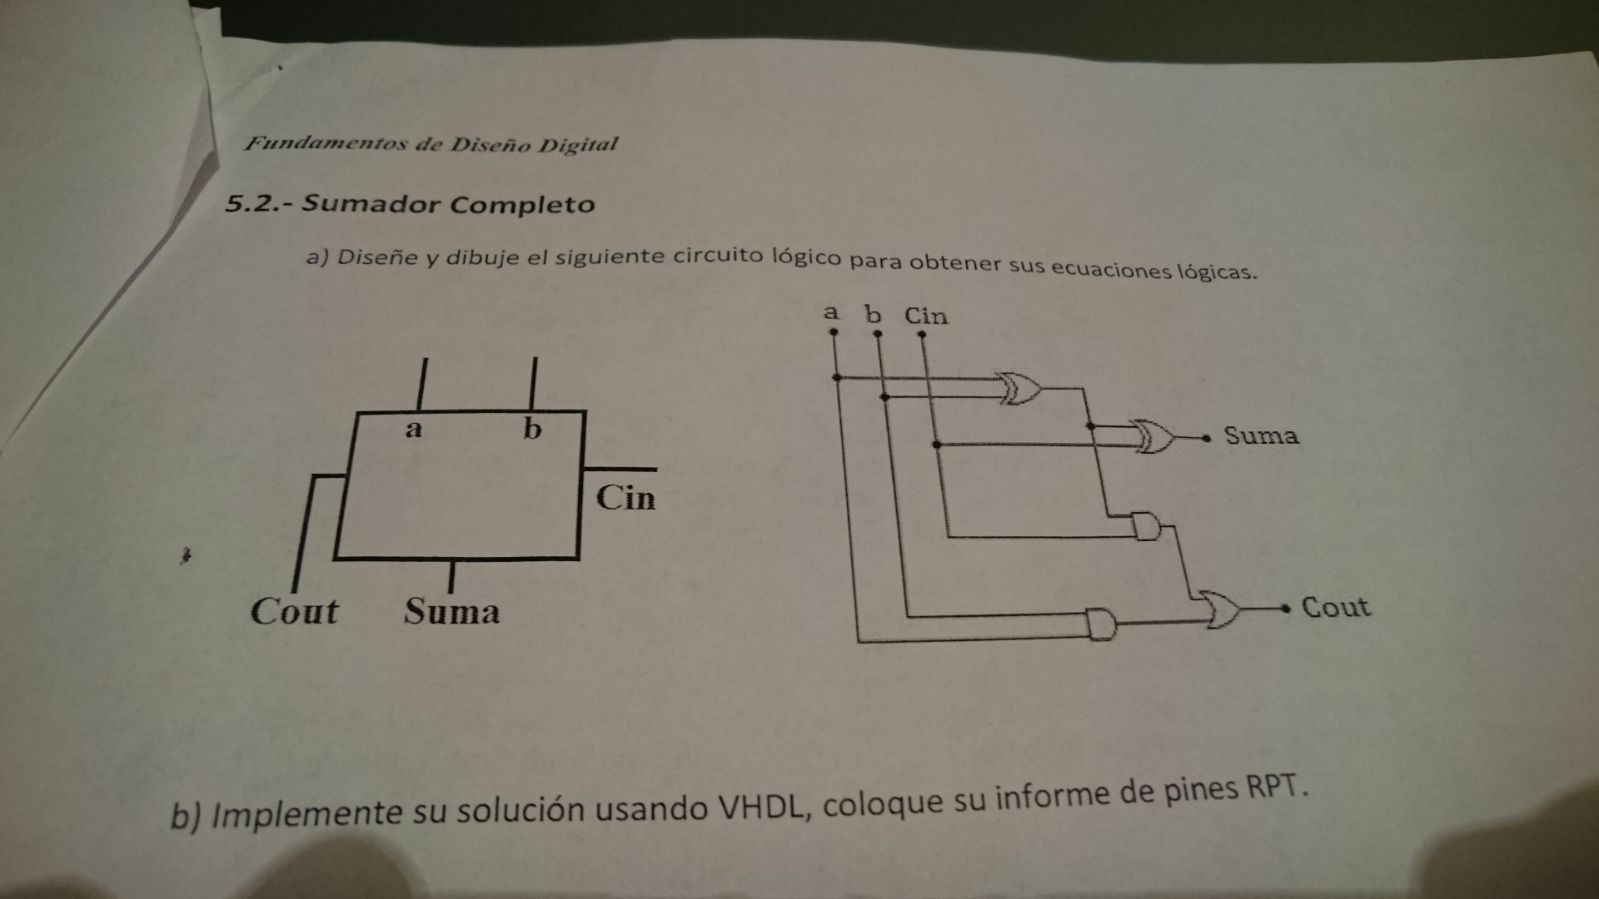 Fundamentos de Diseño Digital
5.2.- Sumador Completo
a) Diseñe y dibuje el siguiente circuito lógico para obtener sus ecuaciones lógicas.
a b Cin
a b
Suma
Cin
Cout Suma
Cout
b) Implemente su solución usando VHDL, coloque su informe de pines RPT.